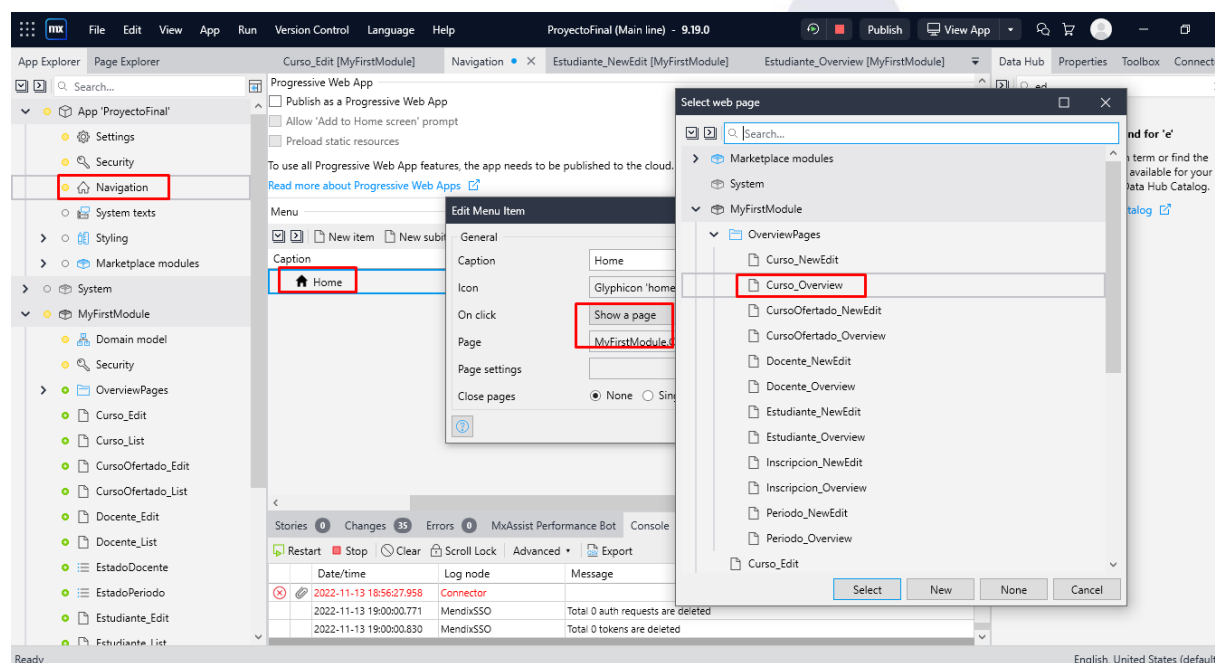 mx File Edit View App Run Version Control Language Help ProyectoFinal (Main line) - 9.19.0 Publish View App
App Explorer Page Explorer Curso_Edit [MyFirstModule] Navigation Estudiante_NewEdit [MyFirstModule] Estudiante_Overview [MyFirstModule] Data Hub Properties Toolbox Connect
Search...
App 'ProyectoFinal'
Settings
Security
Navigation
System texts
Styling
Marketplace modules
System
MyFirstModule
Domain model
Security
OverviewPages
Curso_Edit
Curso_List
CursoOfertado_Edit
CursoOfertado_List
Docente_Edit
Docente_List
EstadoDocente
EstadoPeriodo
Estudiante_Edit
Estudiante_List
Progressive Web App
Publish as a Progressive Web App
Allow 'Add to Home screen' prompt
Preload static resources
To use all Progressive Web App features, the app needs to be published to the cloud.
Read more about Progressive Web Apps
Menu
New item New subit
Caption
Home
Edit Menu Item
General
Caption Home
Icon Glyphicon 'home
On click Show a page
Page MyFirstModule.
Page settings
Close pages None Sin
Select web page
Search...
Marketplace modules
System
MyFirstModule
OverviewPages
Curso_NewEdit
Curso_Overview
CursoOfertado_NewEdit
CursoOfertado_Overview
Docente_NewEdit
Docente_Overview
Estudiante_NewEdit
Estudiante_Overview
Inscripcion_NewEdit
Inscripcion_Overview
Periodo_NewEdit
Periodo_Overview
Curso_Edit
Select New None Cancel
ed
nd for 'e'
term or find the
available for your
Data Hub Catalog.
talog
Stories 0 Changes 35 Errors 0 MxAssist Performance Bot Console
Restart Stop Clear Scroll Lock Advanced Export
Date/time Log node Message
2022-11-13 18:56:27.958 Connector
2022-11-13 19:00:00.771 MendixSSO Total 0 auth requests are deleted
2022-11-13 19:00:00.830 MendixSSO Total 0 tokens are deleted
Ready English, United States (default